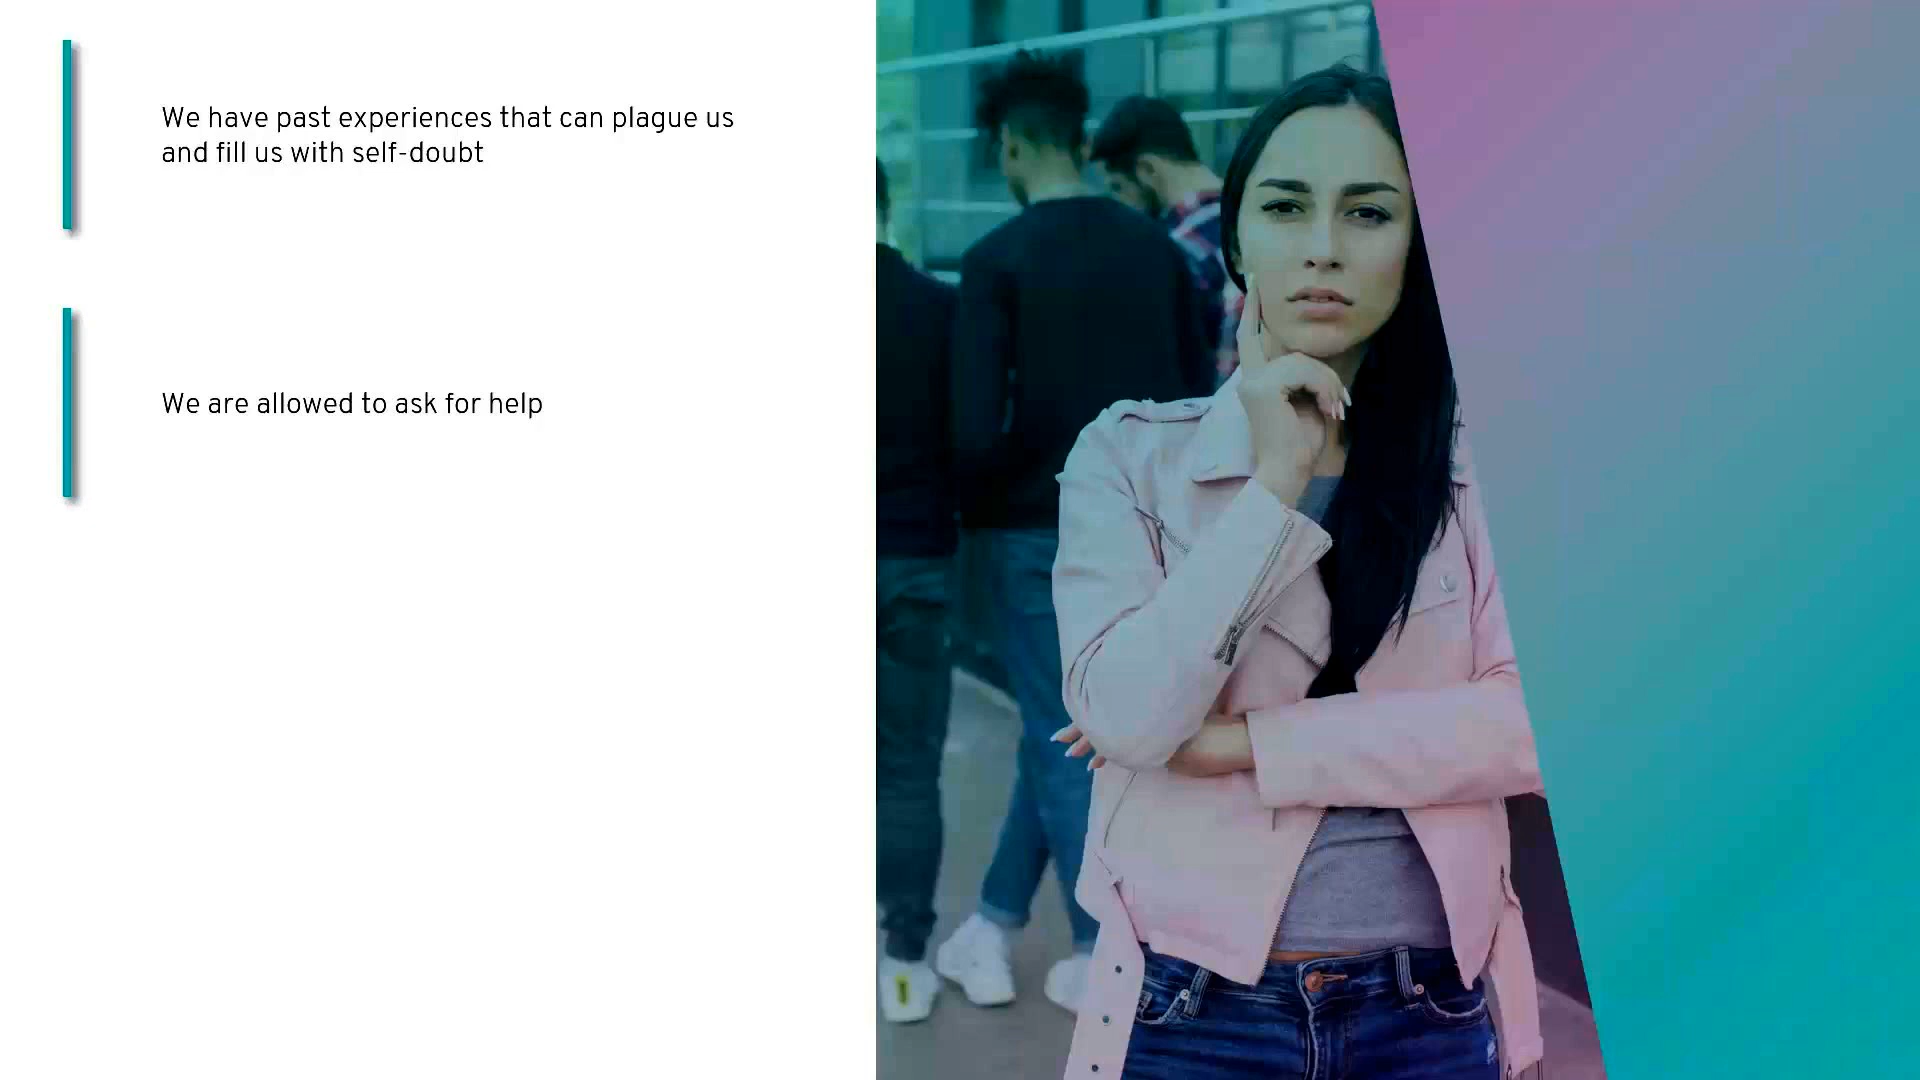 We have past experiences that can plague us
and fill us with self-doubt
We are allowed to ask for help